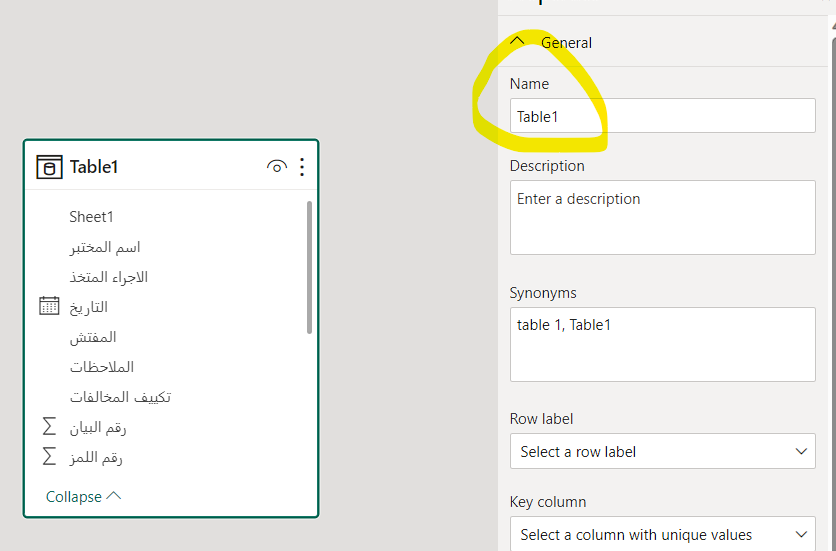 Table1
Sheet1
اسم المختبر
الاجراء المتخذ
التاريخ
المفتش
الملاحظات
تكييف المخالفات
رقم البيان
رقم اللمز
Collapse
General
Name
Table1
Description
Enter a description
Synonyms
table 1, Table1
Row label
Select a row label
Key column
Select a column with unique values